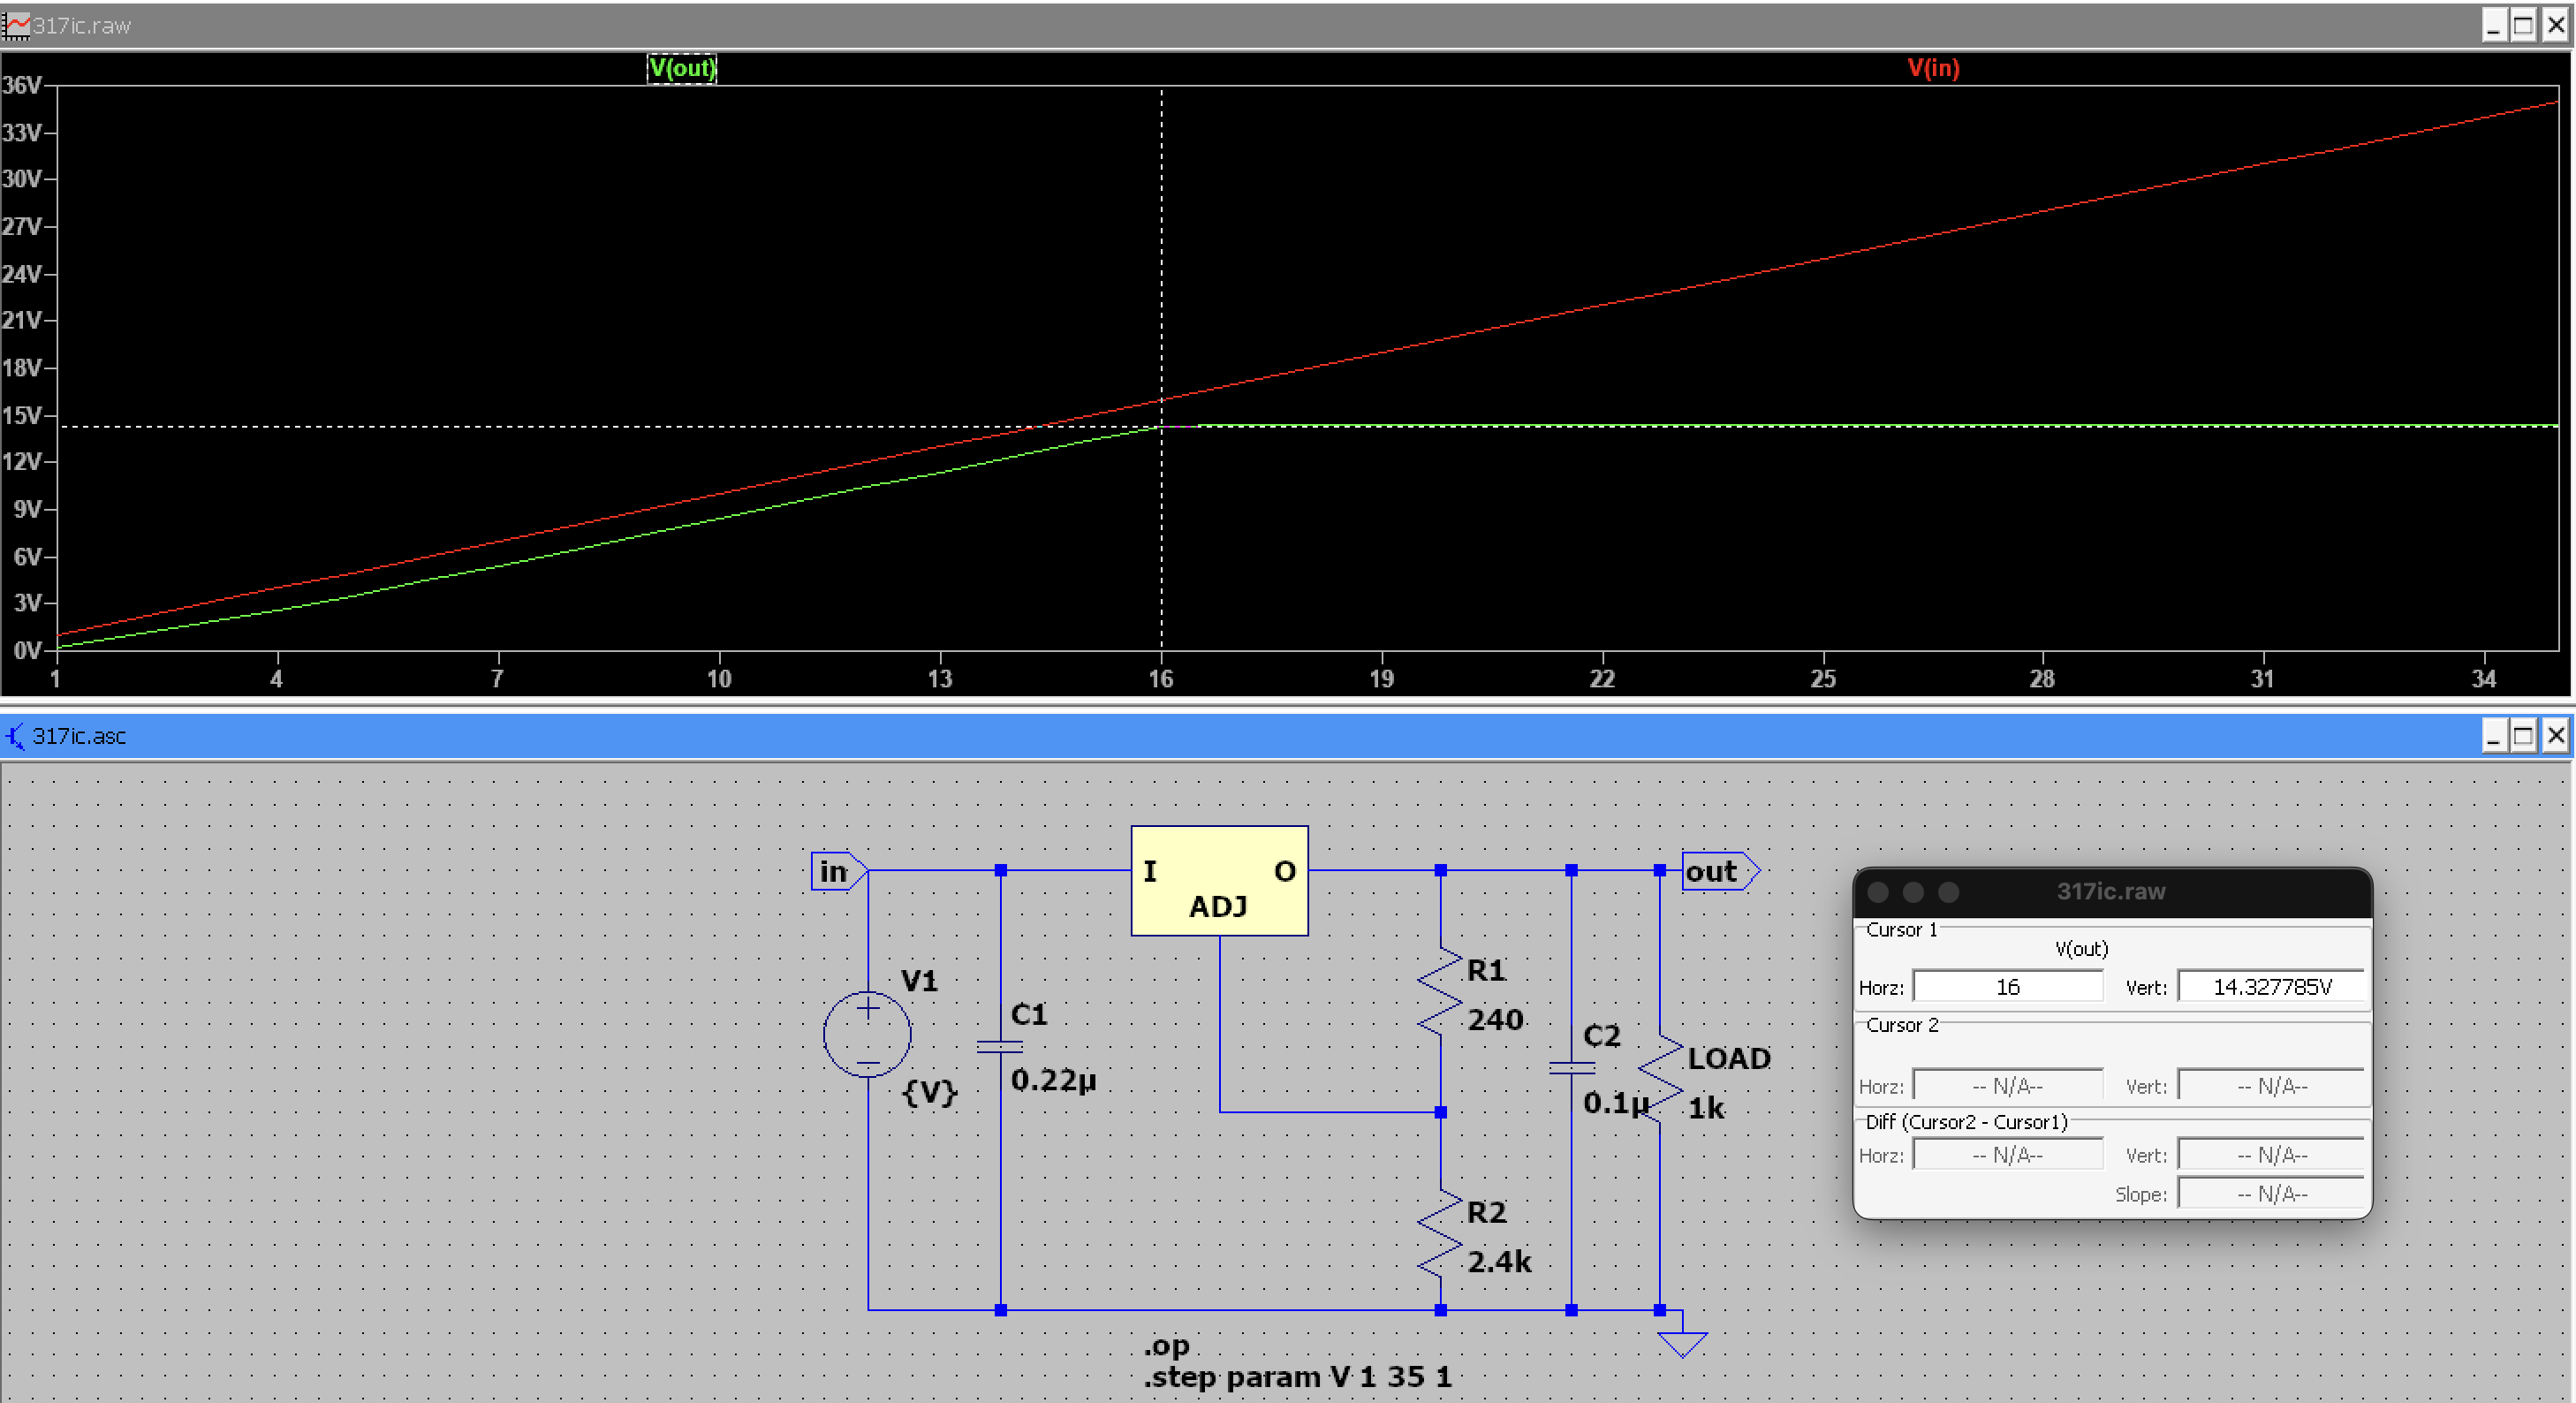 317ic.raw
V(out) V(in)
36V
33V
30V
27V
24V
21V
18V
15V
12V
9V
6V
3V
0V
1 4 7 10 13 16 19 22 25 28 31 34
317ic.asc
in
I O
ADJ
out
V1
{V}
C1
0.22µ
R1
240
C2
0.1µ
LOAD
1k
R2
2.4k
.op
.step param V 1 35 1
317ic.raw
Cursor 1
V(out)
Horz: 16 Vert: 14.327785V
Cursor 2
Horz: -- N/A-- Vert: -- N/A--
Diff (Cursor2 - Cursor1)
Horz: -- N/A-- Vert: -- N/A--
Slope: -- N/A--